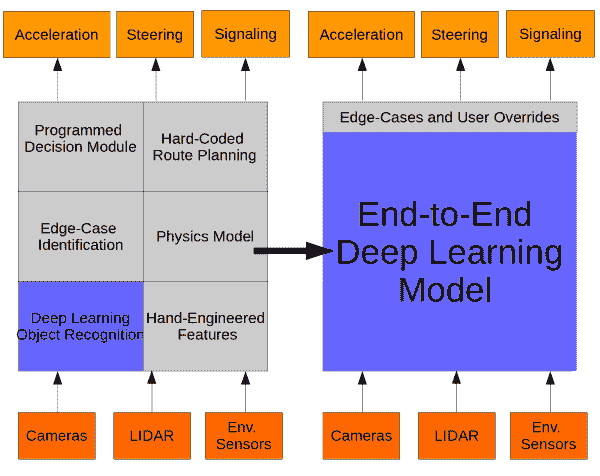 Acceleration
Steering
Signaling
Acceleration
Steering
Signaling
Programmed
Decision Module
Hard-Coded
Route Planning
Edge-Case
Identification
Physics Model
Deep Learning
Object Recognition
Hand-Engineered
Features
Edge-Cases and User Overrides
End-to-End
Deep Learning
Model
Cameras
LIDAR
Env.
Sensors
Cameras
LIDAR
Env.
Sensors